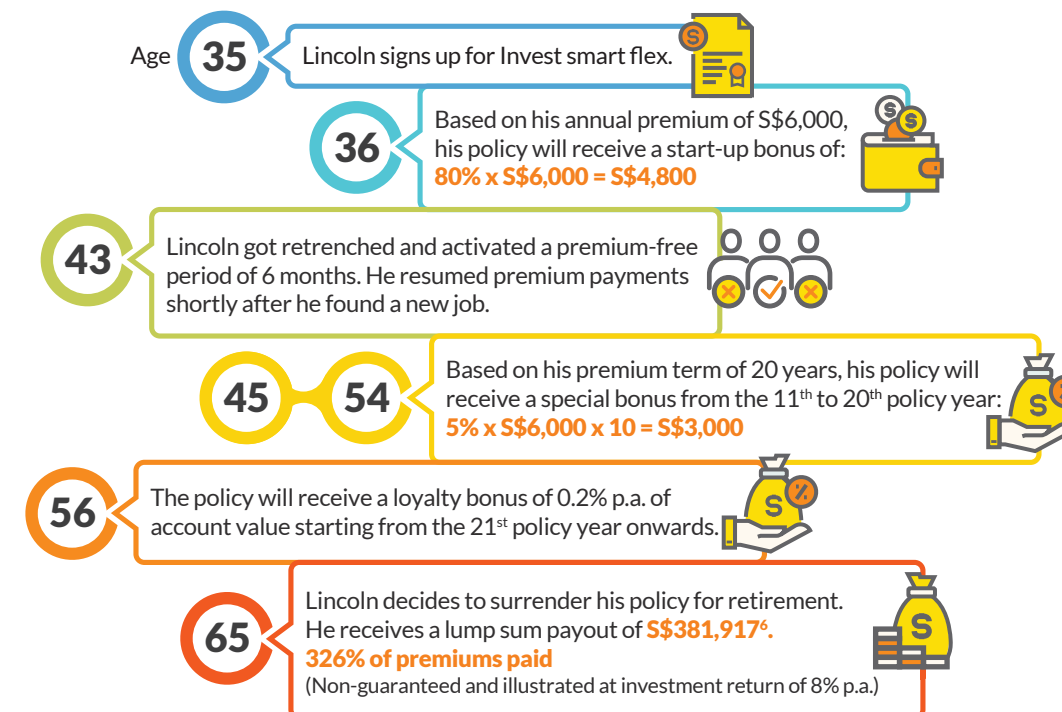 Age 35
Lincoln signs up for Invest smart flex.
S
36
Based on his annual premium of S$6,000,
his policy will receive a start-up bonus of:
80% x S$6,000 = S$4,800
S S
43
Lincoln got retrenched and activated a premium-free
period of 6 months. He resumed premium payments
shortly after he found a new job.
45 54
Based on his premium term of 20 years, his policy will
receive a special bonus from the 11th to 20th policy year:
5% x S$6,000 x 10 = S$3,000
S
56
The policy will receive a loyalty bonus of 0.2% p.a. of
account value starting from the 21st policy year onwards.
S %
65
Lincoln decides to surrender his policy for retirement.
He receives a lump sum payout of S$381,917⁶.
326% of premiums paid
(Non-guaranteed and illustrated at investment return of 8% p.a.)
S